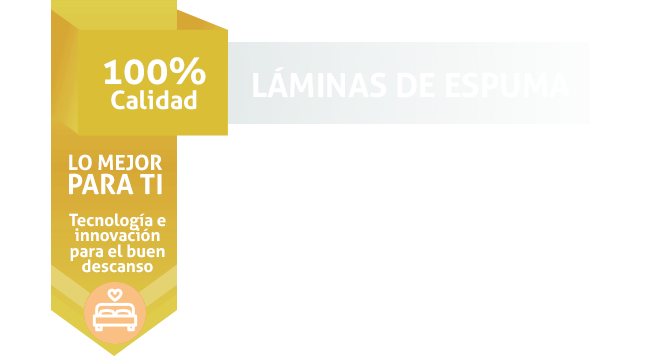 100%
Calidad
LÁMINAS DE ESPUMA
LO MEJOR
PARA TI
Tecnología e
innovación
para el buen
descanso